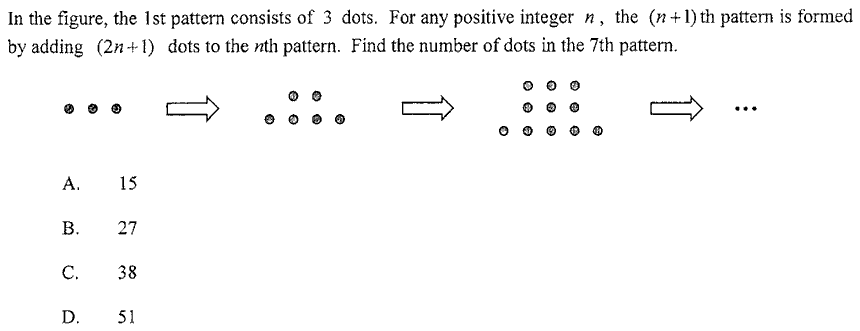 In the figure, the 1st pattern consists of 3 dots. For any positive integer n, the (n+1)th pattern is formed
by adding (2n+1) dots to the nth pattern. Find the number of dots in the 7th pattern.
...
A. 15
B. 27
C. 38
D. 51